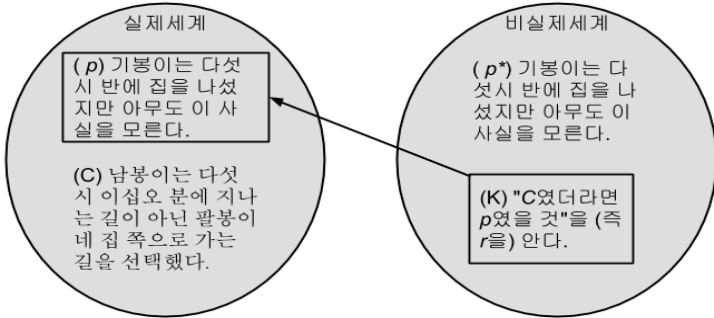 실제세계
(p) 기봉이는 다섯
시 반에 집을 나섰
지만 아무도 이 사
실을 모른다.
(C) 남봉이는 다섯
시 이십오 분에 지나
는 길이 아닌 팔봉이
네 집 쪽으로 가는
길을 선택했다.
비실제세계
(p*) 기봉이는 다
섯시 반에 집을 나
섰지만 아무도 이
사실을 모른다.
(K) "C였더라면
p였을 것"을 (즉
r을) 안다.